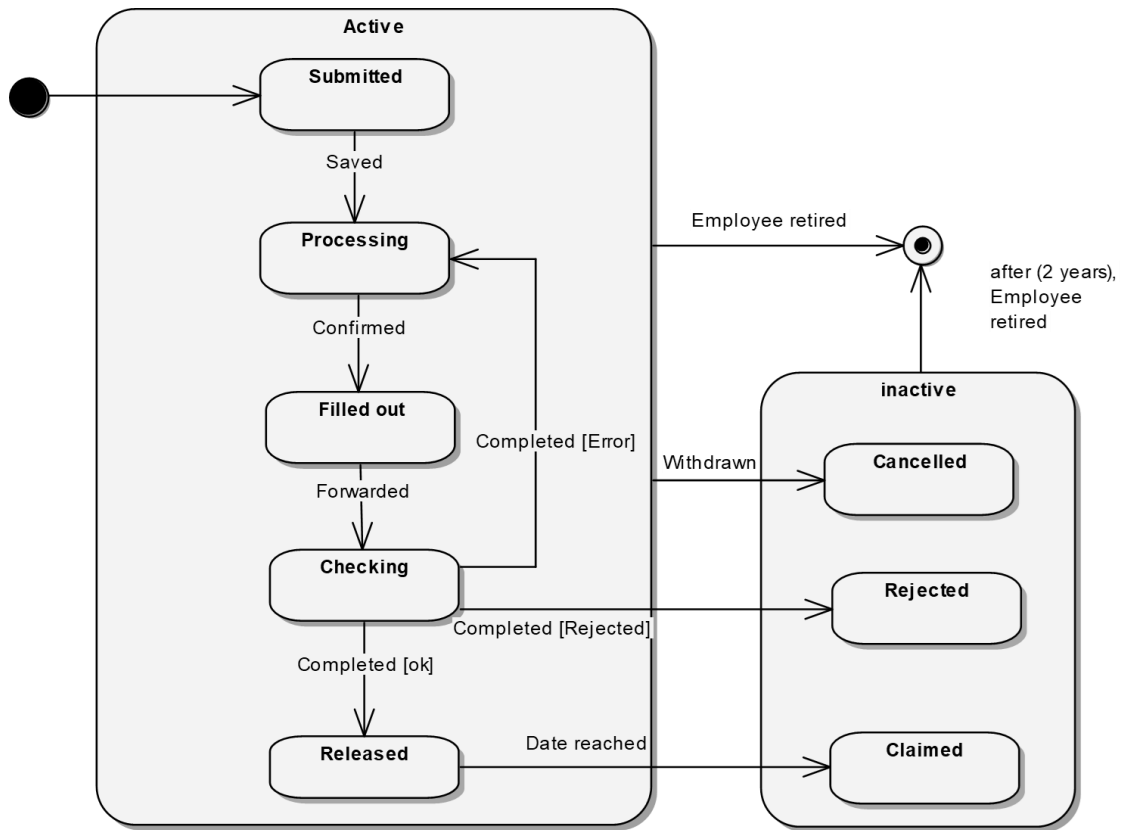 Active
Submitted
Saved
Processing
Employee retired
after (2 years),
Employee
retired
Confirmed
inactive
Filled out
Completed [Error]
Withdrawn
Cancelled
Forwarded
Checking
Rejected
Completed [Rejected]
Completed [ok]
Released
Date reached
Claimed